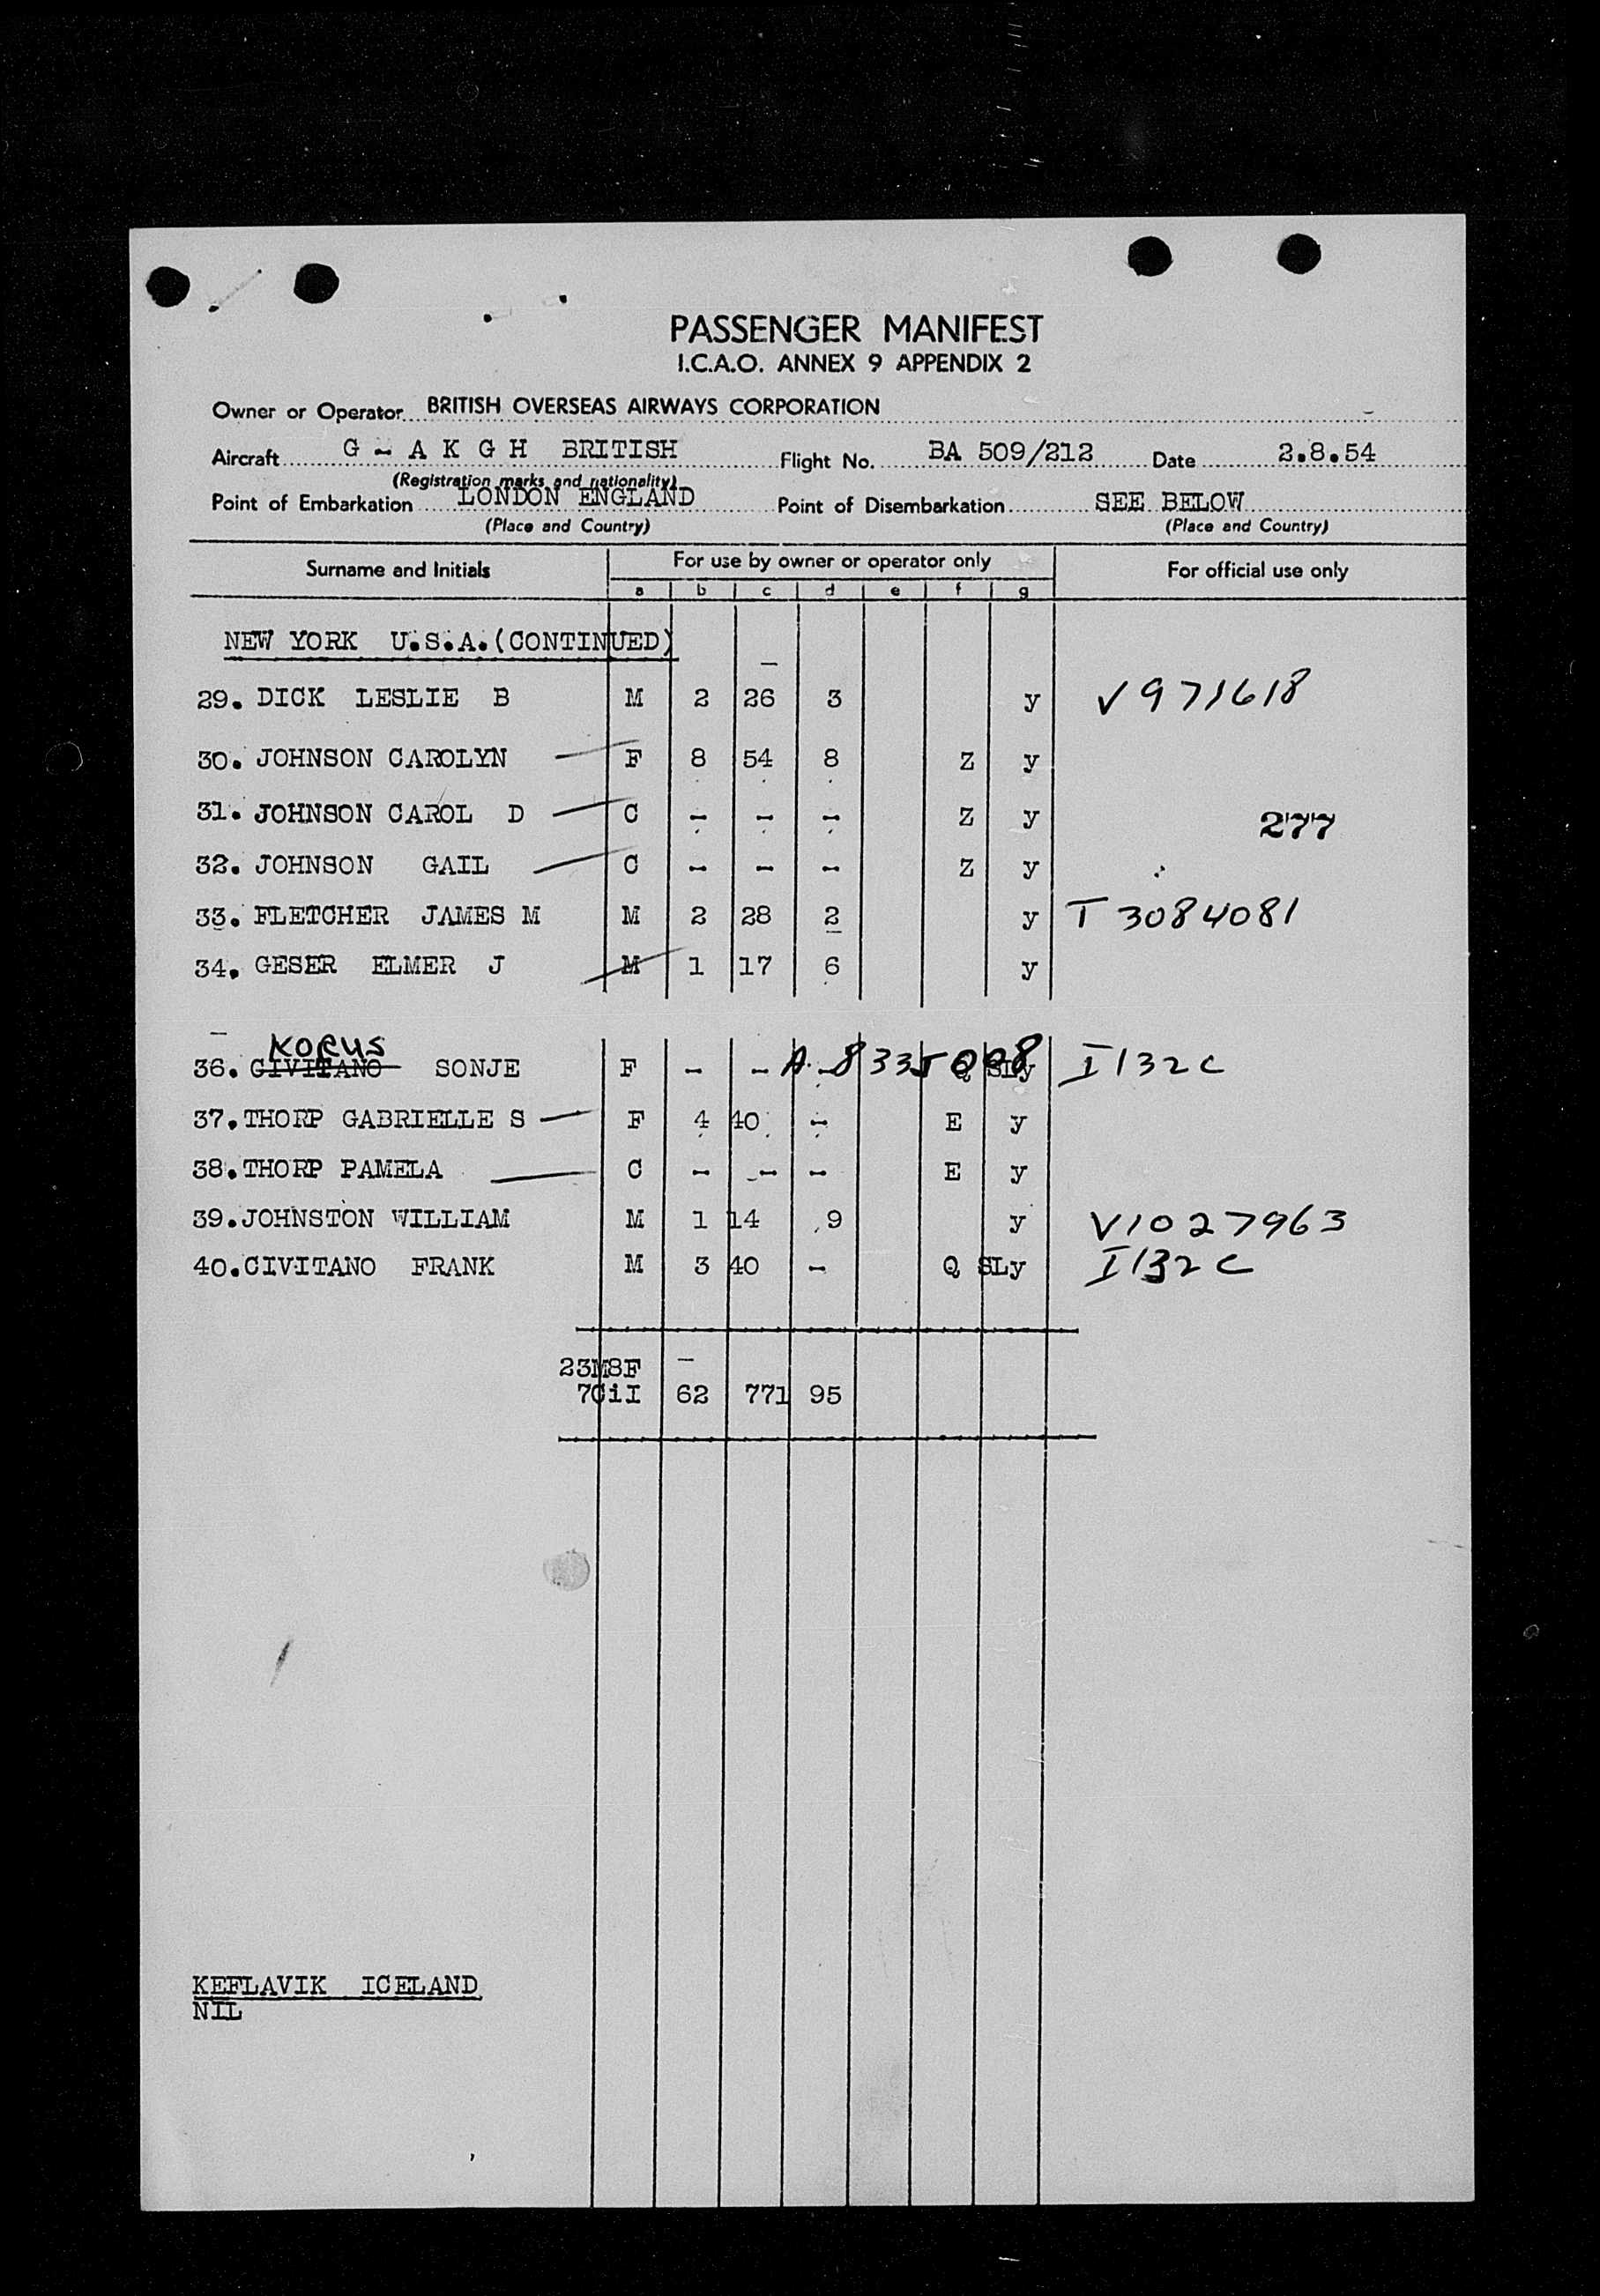 PASSENGER MANIFEST
I.C.A.O. ANNEX 9 APPENDIX 2
Owner or Operator BRITISH OVERSEAS AIRWAYS CORPORATION
Aircraft G - A K G H BRITISH Flight No. BA 509/212 Date 2.8.54
(Registration marks and nationality)
Point of Embarkation LONDON ENGLAND Point of Disembarkation SEE BELOW
(Place and Country) (Place and Country)
Surname and Initials For use by owner or operator only For official use only
a b c d e f g
NEW YORK U.S.A.(CONTINUED)
29. DICK LESLIE B M 2 26 3 y V971618
30. JOHNSON CAROLYN F 8 54 8 Z y
31. JOHNSON CAROL D C - - - Z y 277
32. JOHNSON GAIL C - - - Z y
33. FLETCHER JAMES M M 2 28 2 y T 3084081
34. GESER ELMER J M 1 17 6 y
KORUS
36. CIVITANO SONJE F - - A-8335008 Q SLy I132C
37. THORP GABRIELLE S F 4 40 - E y
38. THORP PAMELA C - - - E y
39. JOHNSTON WILLIAM M 1 14 9 y V1027963
40. CIVITANO FRANK M 3 40 - Q SLy I132C
23M8F
7CiI 62 771 95
KEFLAVIK ICELAND
NIL